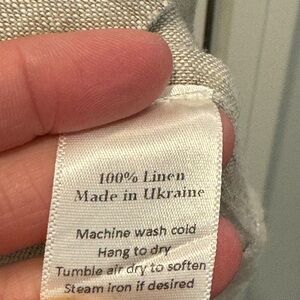 100% Linen
Made in Ukraine
Machine wash cold
Hang to dry
Tumble air dry to soften
Steam iron if desired